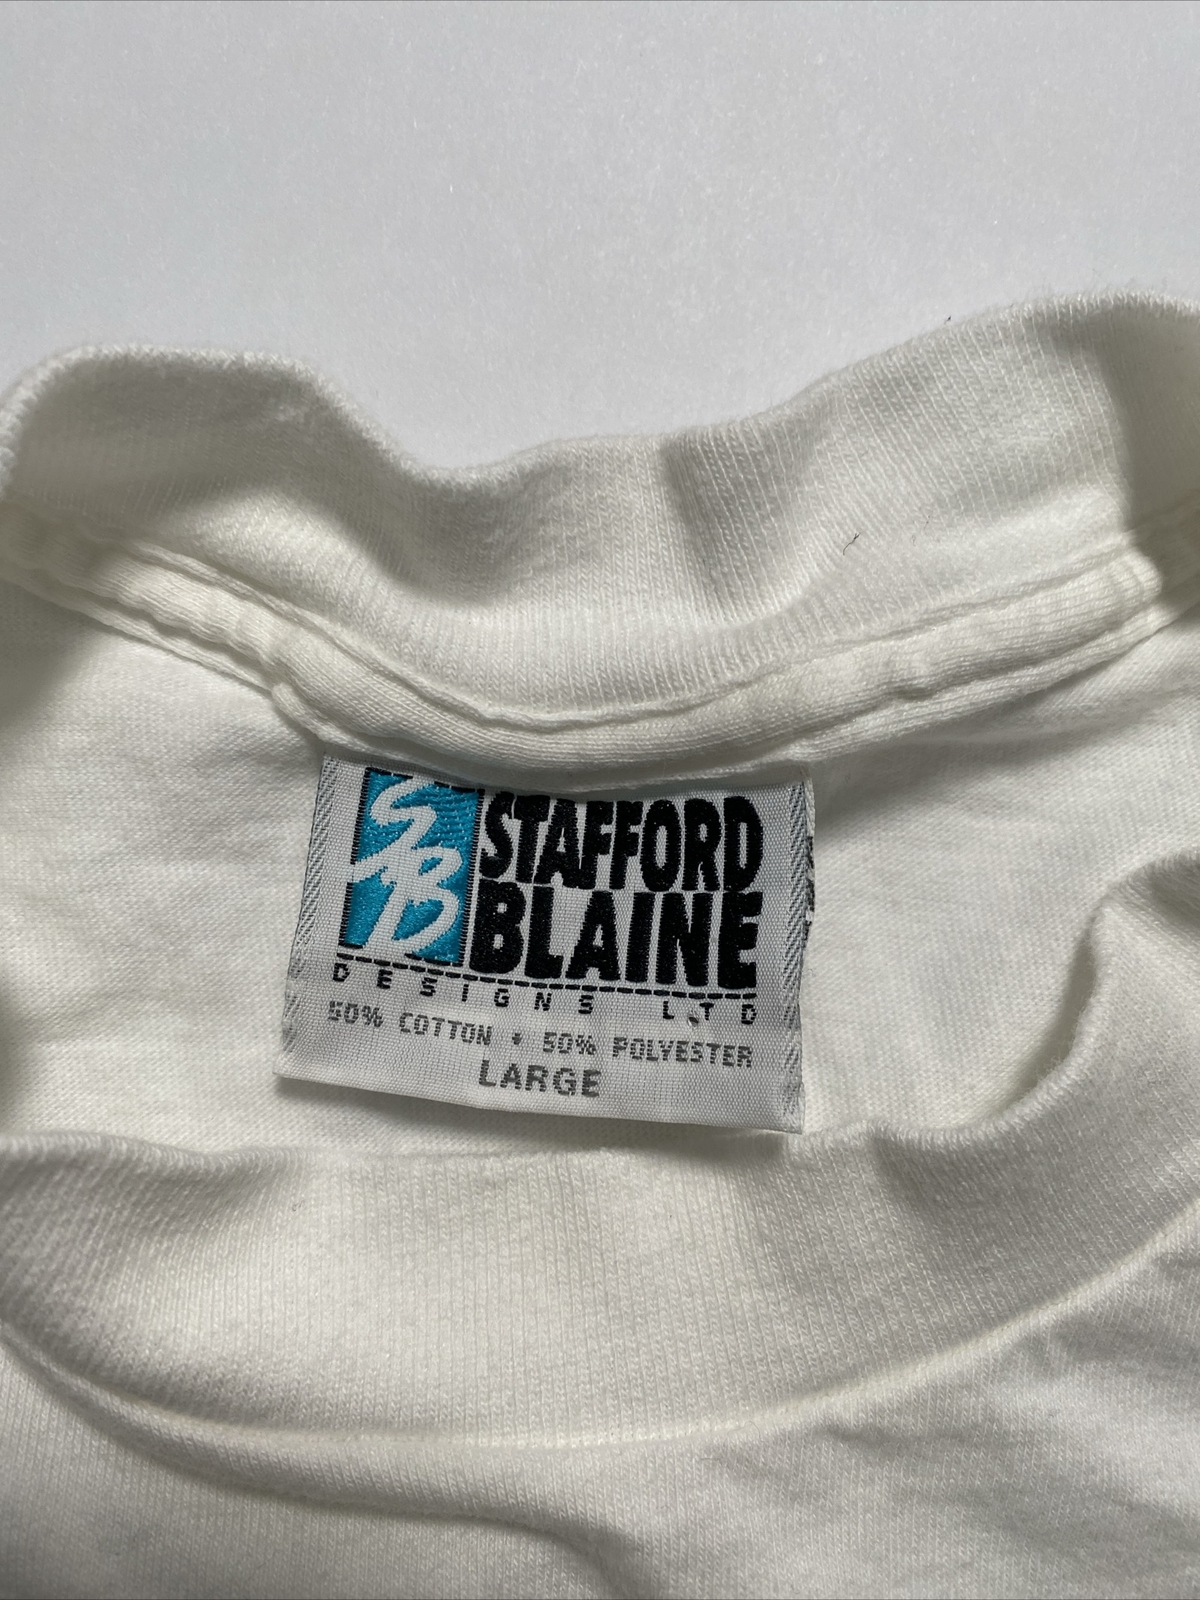 SB
STAFFORD
BLAINE
DESIGNS LTD
50% COTTON • 50% POLYESTER
LARGE